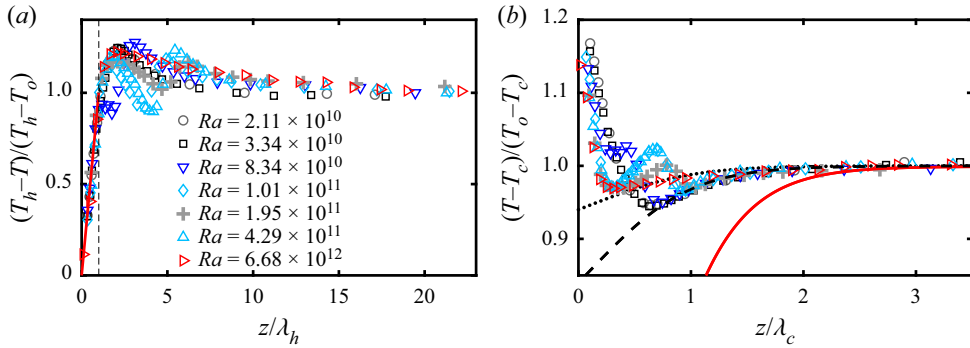 (a)
(T_h–T)/(T_h–T_o)
1.0
0.5
0
Ra = 2.11 × 10^10
Ra = 3.34 × 10^10
Ra = 8.34 × 10^10
Ra = 1.01 × 10^11
Ra = 1.95 × 10^11
Ra = 4.29 × 10^11
Ra = 6.68 × 10^12
0 5 10 15 20
z/λ_h
(b)
(T–T_c)/(T_o–T_c)
1.2
1.1
1.0
0.9
0 1 2 3
z/λ_c